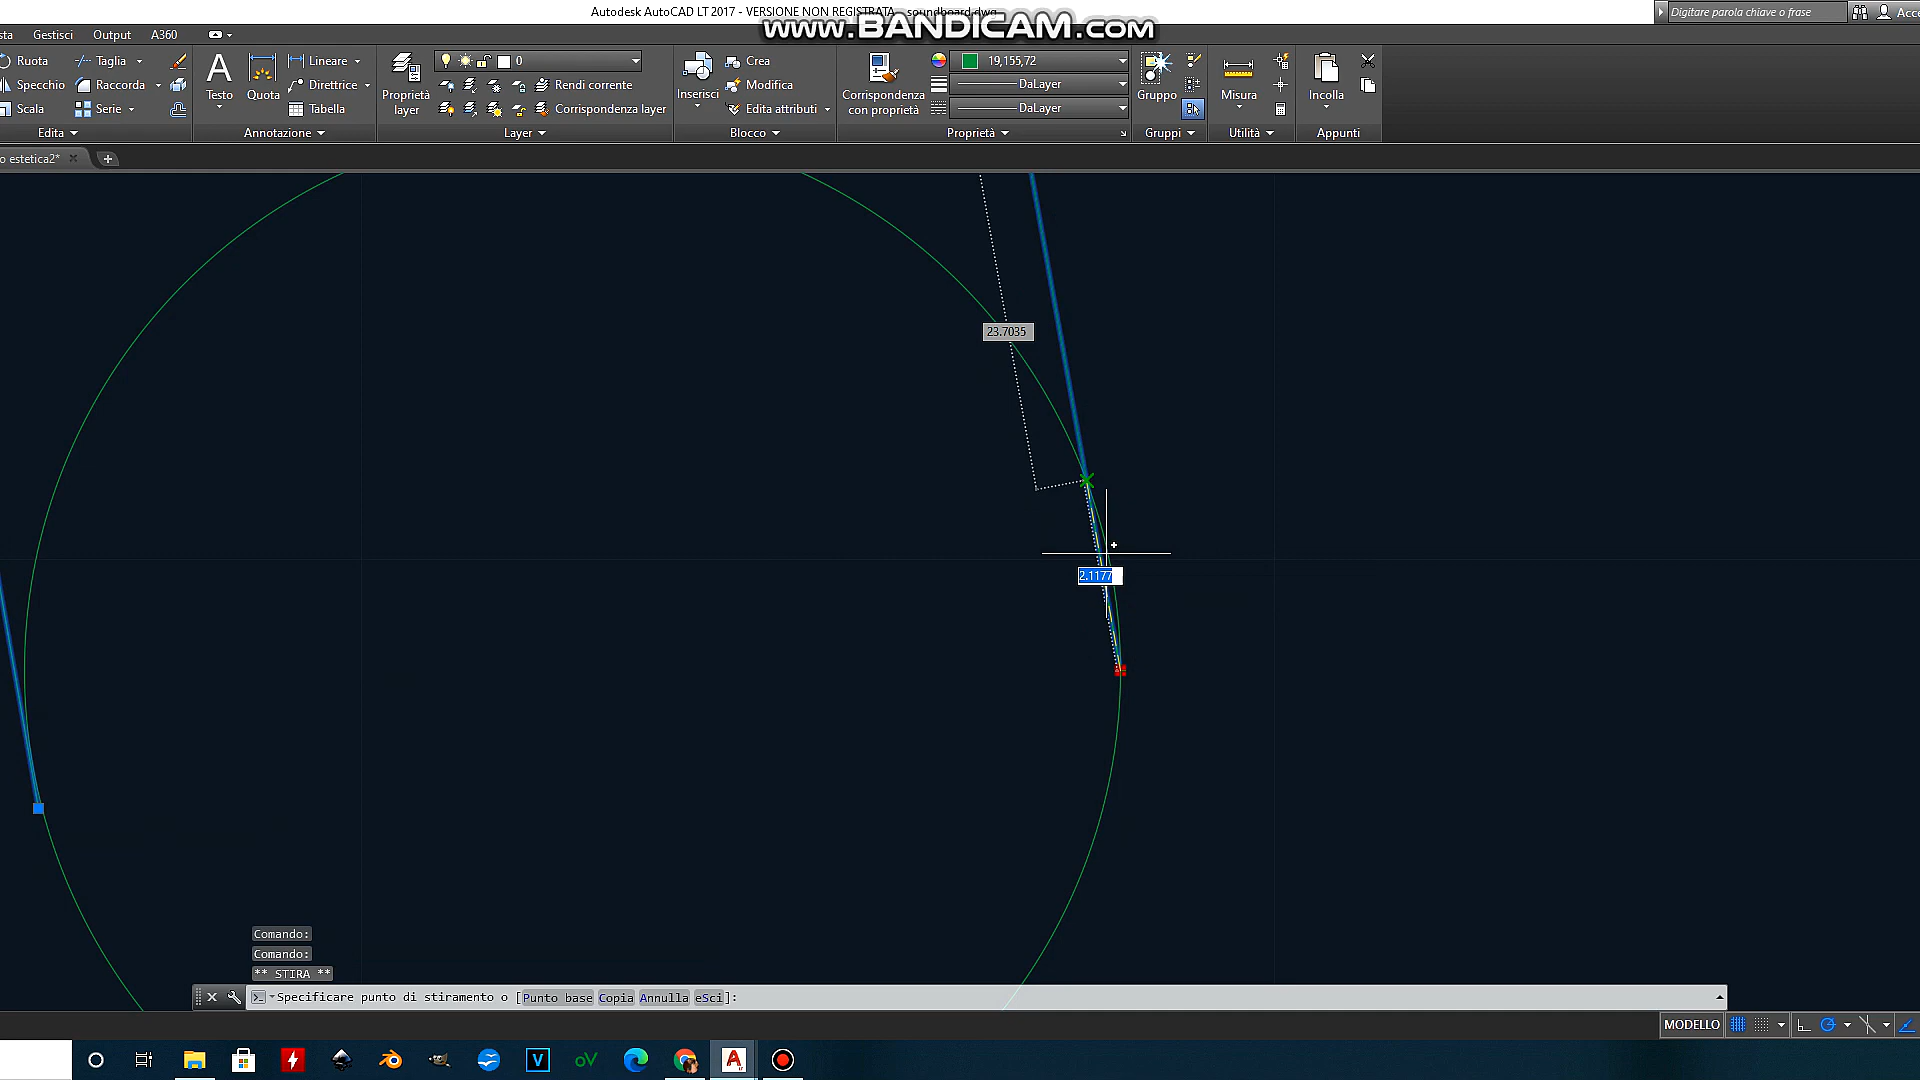 Autodesk AutoCAD LT 2017 - VERSIONE NON REGISTRATA soundboard.dwg
www.BANDICAM.com
Digitare parola chiave o frase
Acce
sta Gestisci Output A360
Ruota Taglia
Specchio Raccorda
Scala Serie
Edita
A
Testo Quota
Lineare
Direttrice
Tabella
Annotazione
Proprietà
layer
0
Rendi corrente
Corrispondenza layer
Layer
Inserisci
Crea
Modifica
Edita attributi
Blocco
Corrispondenza
con proprietà
19,155,72
DaLayer
DaLayer
Proprietà
Gruppo
Gruppi
Misura
Utilità
Incolla
Appunti
o estetica2*
23.7035
2.1177
Comando:
Comando:
** STIRA **
Specificare punto di stiramento o [Punto base Copia Annulla eSci]:
MODELLO
V
oV
A